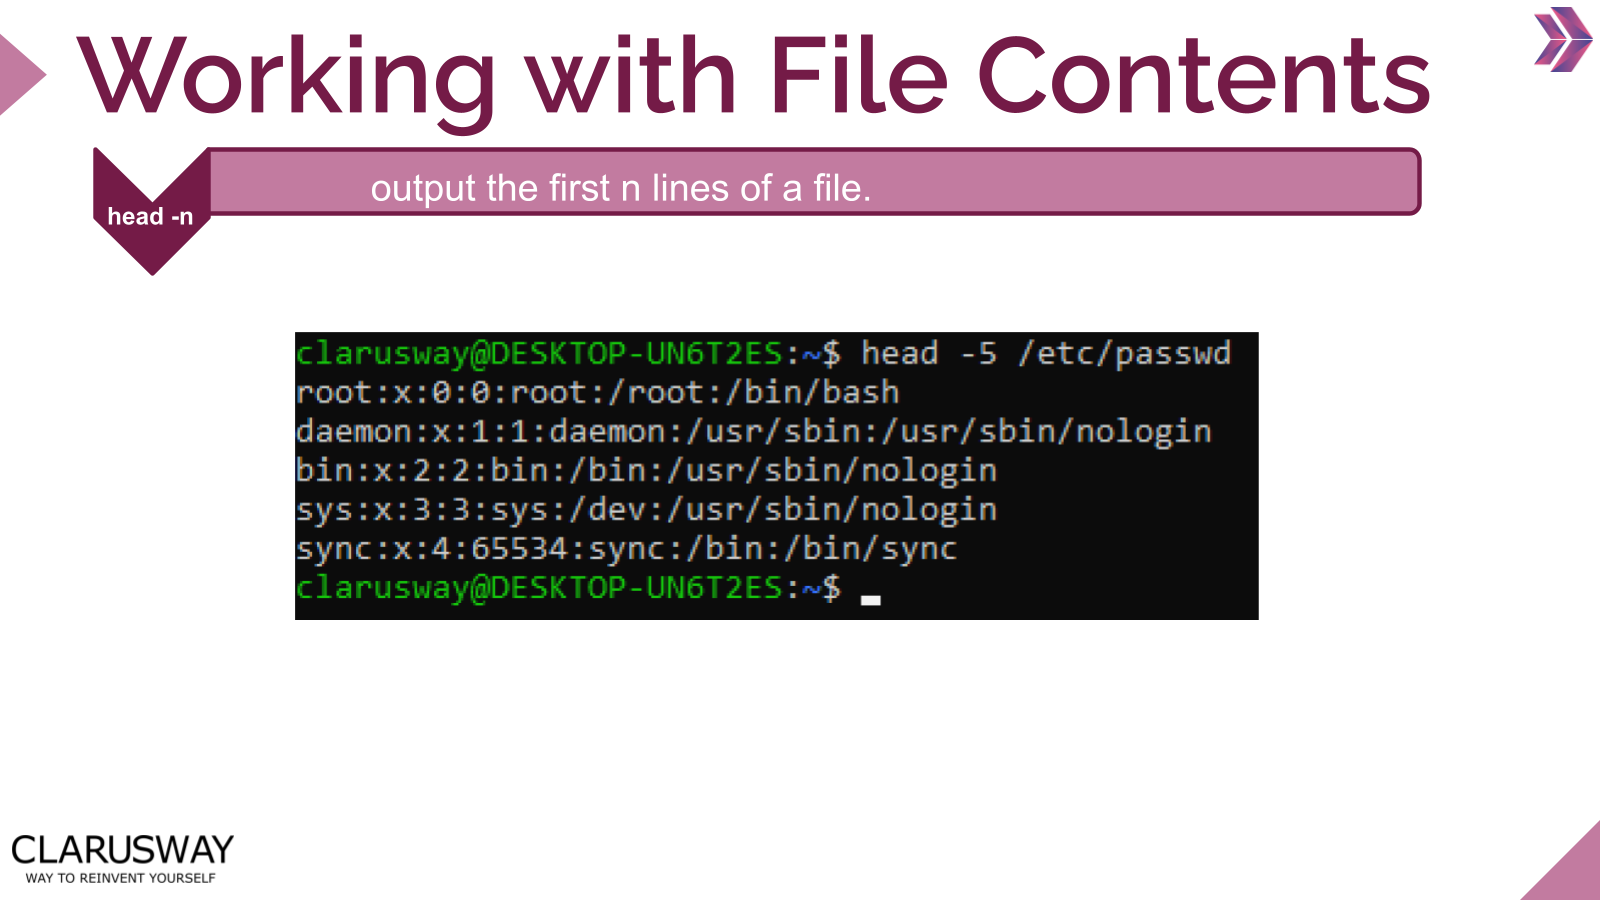 Working with File Contents
output the first n lines of a file.
head -n
clarusway@DESKTOP-UN6T2ES:~$ head -5 /etc/passwd
root:x:0:0:root:/root:/bin/bash
daemon:x:1:1:daemon:/usr/sbin:/usr/sbin/nologin
bin:x:2:2:bin:/bin:/usr/sbin/nologin
sys:x:3:3:sys:/dev:/usr/sbin/nologin
sync:x:4:65534:sync:/bin:/bin/sync
clarusway@DESKTOP-UN6T2ES:~$
CLARUSWAY
WAY TO REINVENT YOURSELF